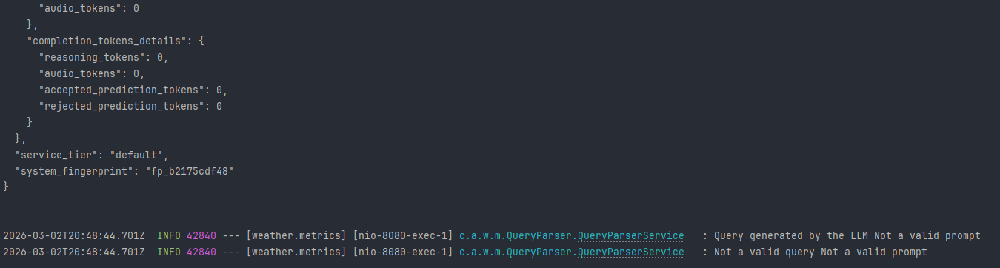 "audio_tokens": 0
},
"completion_tokens_details": {
"reasoning_tokens": 0,
"audio_tokens": 0,
"accepted_prediction_tokens": 0,
"rejected_prediction_tokens": 0
}
},
"service_tier": "default",
"system_fingerprint": "fp_b2175cdf48"
}
2026-03-02T20:48:44.701Z  INFO 42840 --- [weather.metrics] [nio-8080-exec-1] c.a.w.m.QueryParser.QueryParserService   : Query generated by the LLM Not a valid prompt
2026-03-02T20:48:44.701Z  INFO 42840 --- [weather.metrics] [nio-8080-exec-1] c.a.w.m.QueryParser.QueryParserService   : Not a valid query Not a valid prompt